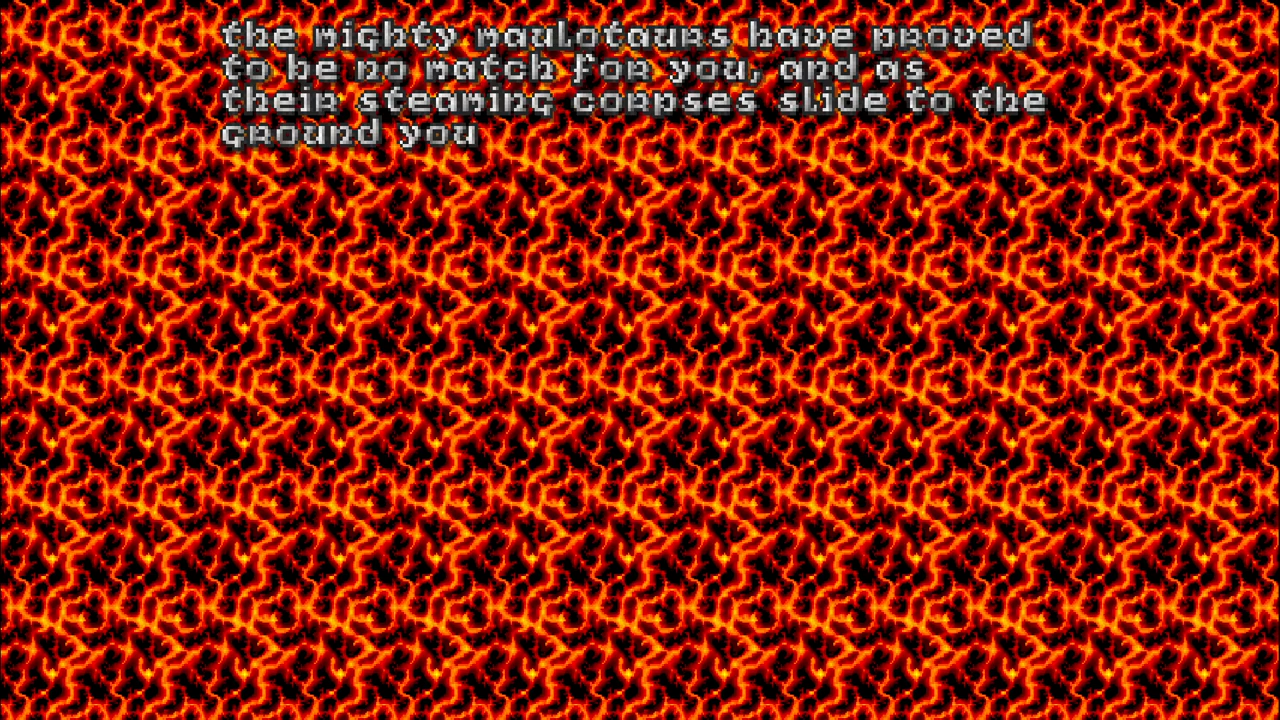 the mighty maulotaurs have proved
to be no match for you, and as
their steaming corpses slide to the
ground you